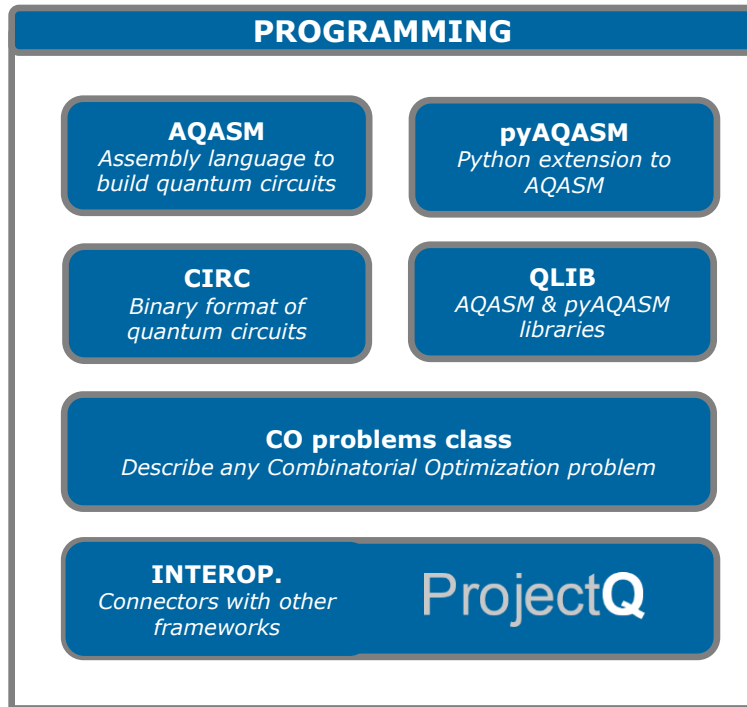 PROGRAMMING
AQASM
Assembly language to
build quantum circuits
pyAQASM
Python extension to
AQASM
CIRC
Binary format of
quantum circuits
QLIB
AQASM & pyAQASM
libraries
CO problems class
Describe any Combinatorial Optimization problem
INTEROP.
Connectors with other
frameworks
ProjectQ